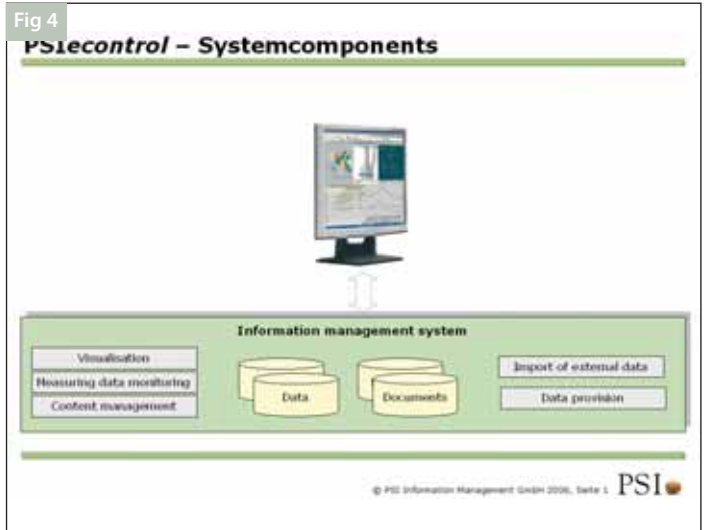 Fig 4
PSIecontrol – Systemcomponents
Information management system
Visualisation
Measuring data monitoring
Content management
Data
Documents
Import of external data
Data provision
© PSI Information Management GmbH 2006, Seite 1
PSI